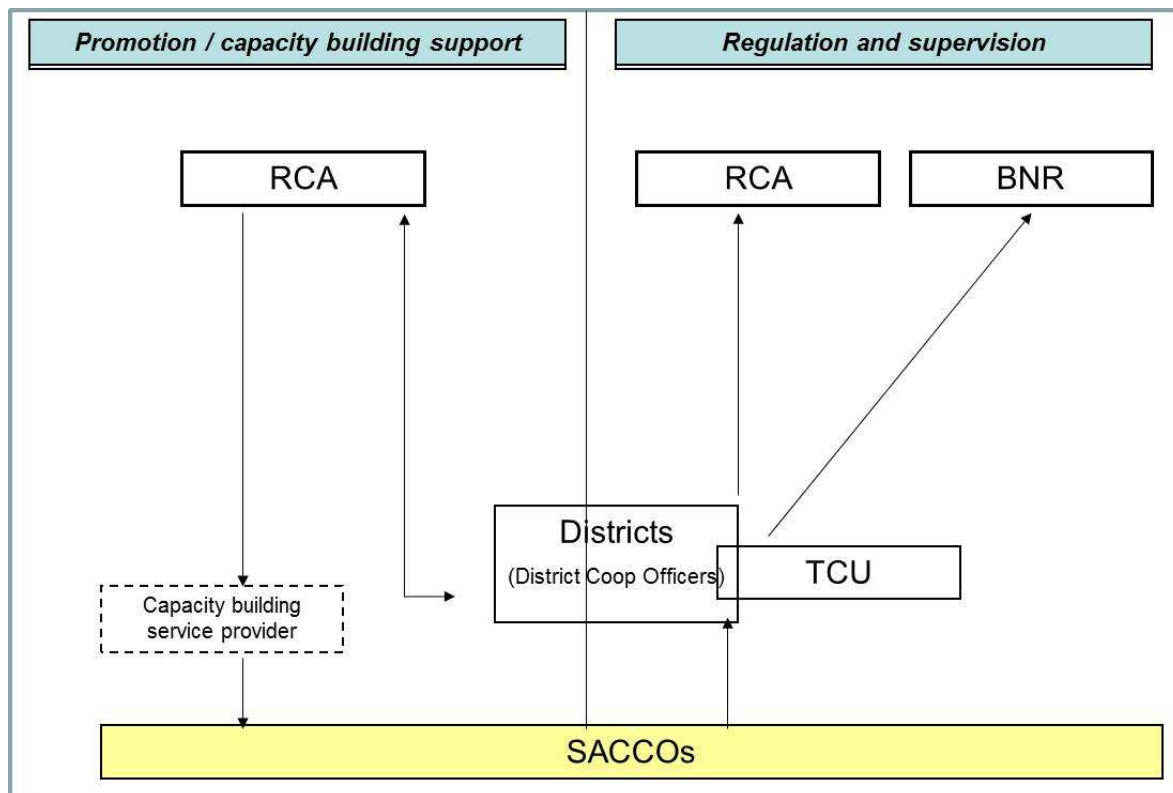 Promotion / capacity building support
Regulation and supervision
RCA
RCA
BNR
Districts
(District Coop Officers)
TCU
Capacity building
service provider
SACCOs